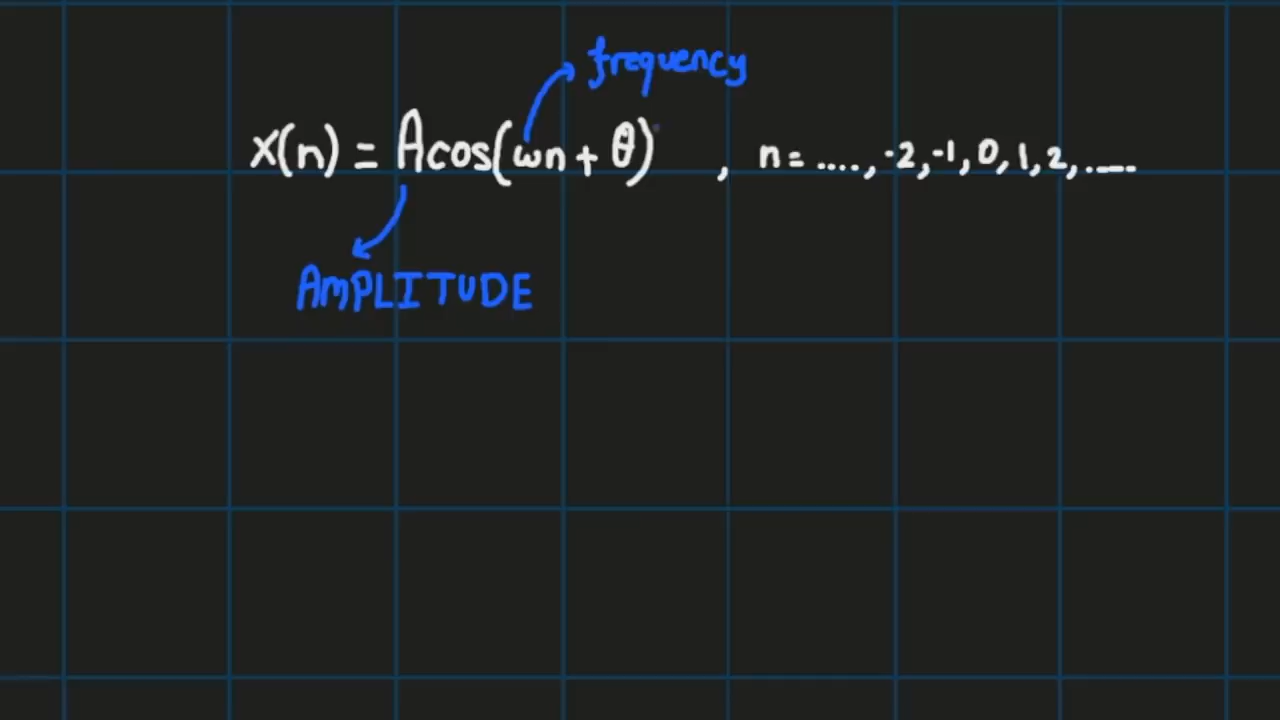 frequency
x(n) = Acos(ωn + θ) , n = ...., -2, -1, 0, 1, 2, .....
AMPLITUDE